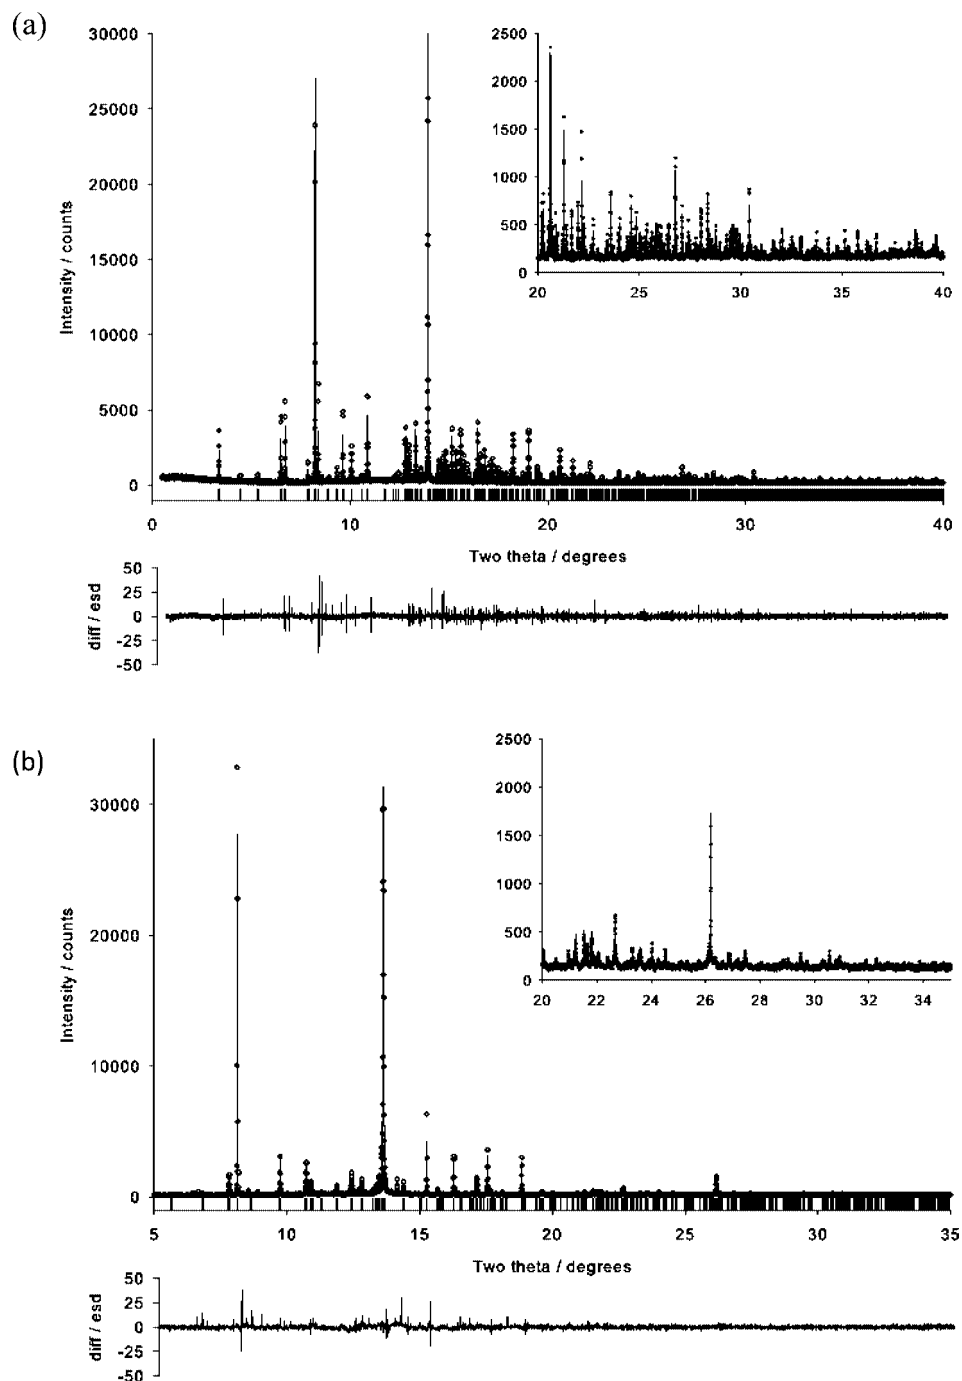 (a)
30000
25000
20000
15000
10000
5000
0
Intensity / counts
0 10 20 30 40
Two theta / degrees
2500
2000
1500
1000
500
0
20 25 30 35 40
50
25
0
-25
-50
diff / esd
(b)
30000
20000
10000
0
Intensity / counts
5 10 15 20 25 30 35
Two theta / degrees
2500
2000
1500
1000
500
0
20 22 24 26 28 30 32 34
50
25
0
-25
-50
diff / esd